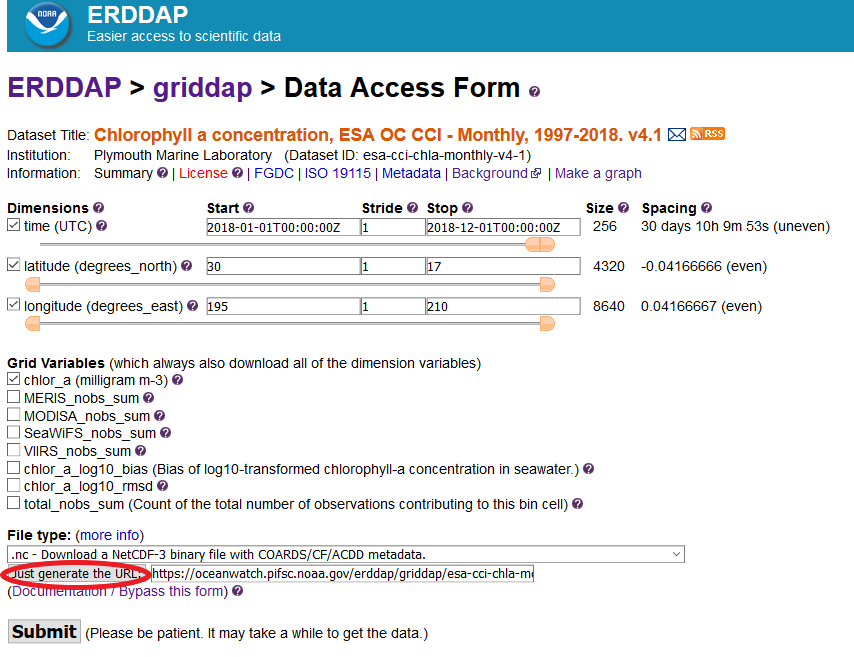 NOAA
ERDDAP
Easier access to scientific data
ERDDAP > griddap > Data Access Form ?
Dataset Title: Chlorophyll a concentration, ESA OC CCI - Monthly, 1997-2018. v4.1 RSS
Institution: Plymouth Marine Laboratory (Dataset ID: esa-cci-chla-monthly-v4-1)
Information: Summary ? | License ? | FGDC | ISO 19115 | Metadata | Background | Make a graph
Dimensions ? Start ? Stride ? Stop ? Size ? Spacing ?
time (UTC) ? 2018-01-01T00:00:00Z 1 2018-12-01T00:00:00Z 256 30 days 10h 9m 53s (uneven)
latitude (degrees_north) ? 30 1 17 4320 -0.04166666 (even)
longitude (degrees_east) ? 195 1 210 8640 0.04166667 (even)
Grid Variables (which always also download all of the dimension variables)
chlor_a (milligram m-3) ?
MERIS_nobs_sum ?
MODISA_nobs_sum ?
SeaWiFS_nobs_sum ?
VIIRS_nobs_sum ?
chlor_a_log10_bias (Bias of log10-transformed chlorophyll-a concentration in seawater.) ?
chlor_a_log10_rmsd ?
total_nobs_sum (Count of the total number of observations contributing to this bin cell) ?
File type: (more info)
.nc - Download a NetCDF-3 binary file with COARDS/CF/ACDD metadata.
Just generate the URL: https://oceanwatch.pifsc.noaa.gov/erddap/griddap/esa-cci-chla-m
(Documentation / Bypass this form) ?
Submit (Please be patient. It may take a while to get the data.)